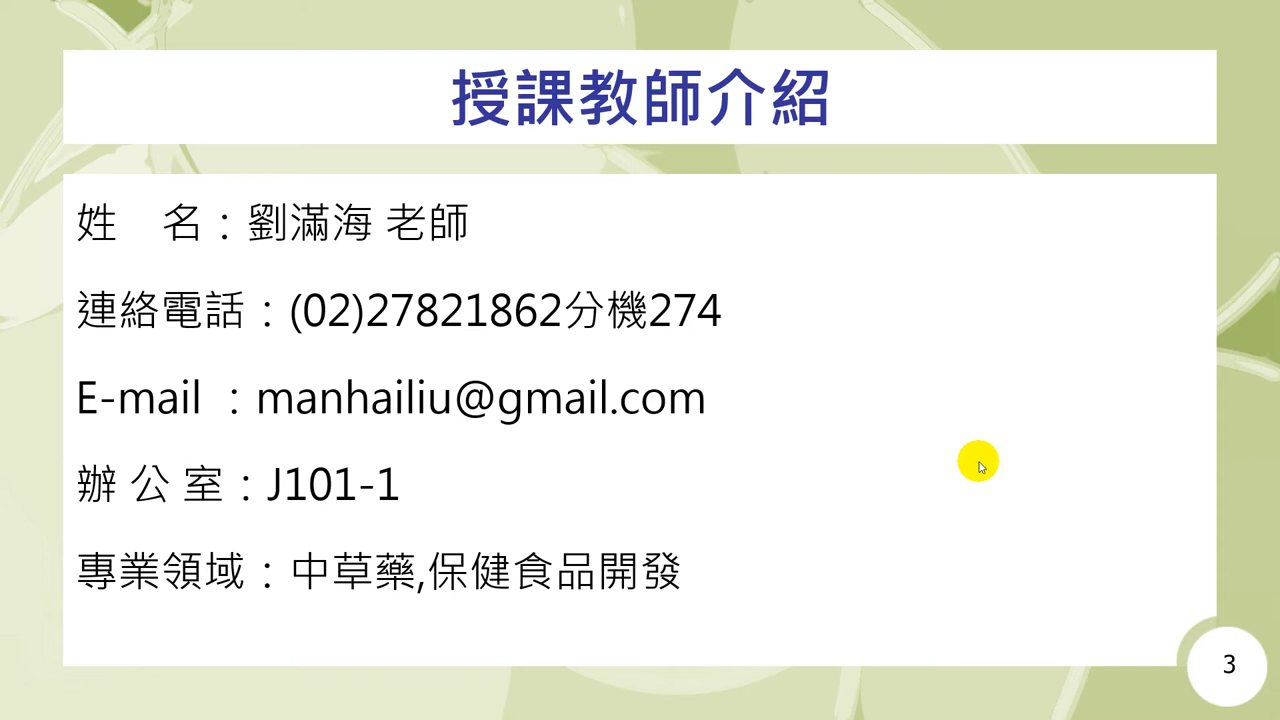 授課教師介紹
姓　名：劉滿海 老師
連絡電話：(02)27821862分機274
E-mail ：manhailiu@gmail.com
辦 公 室：J101-1
專業領域：中草藥,保健食品開發
3